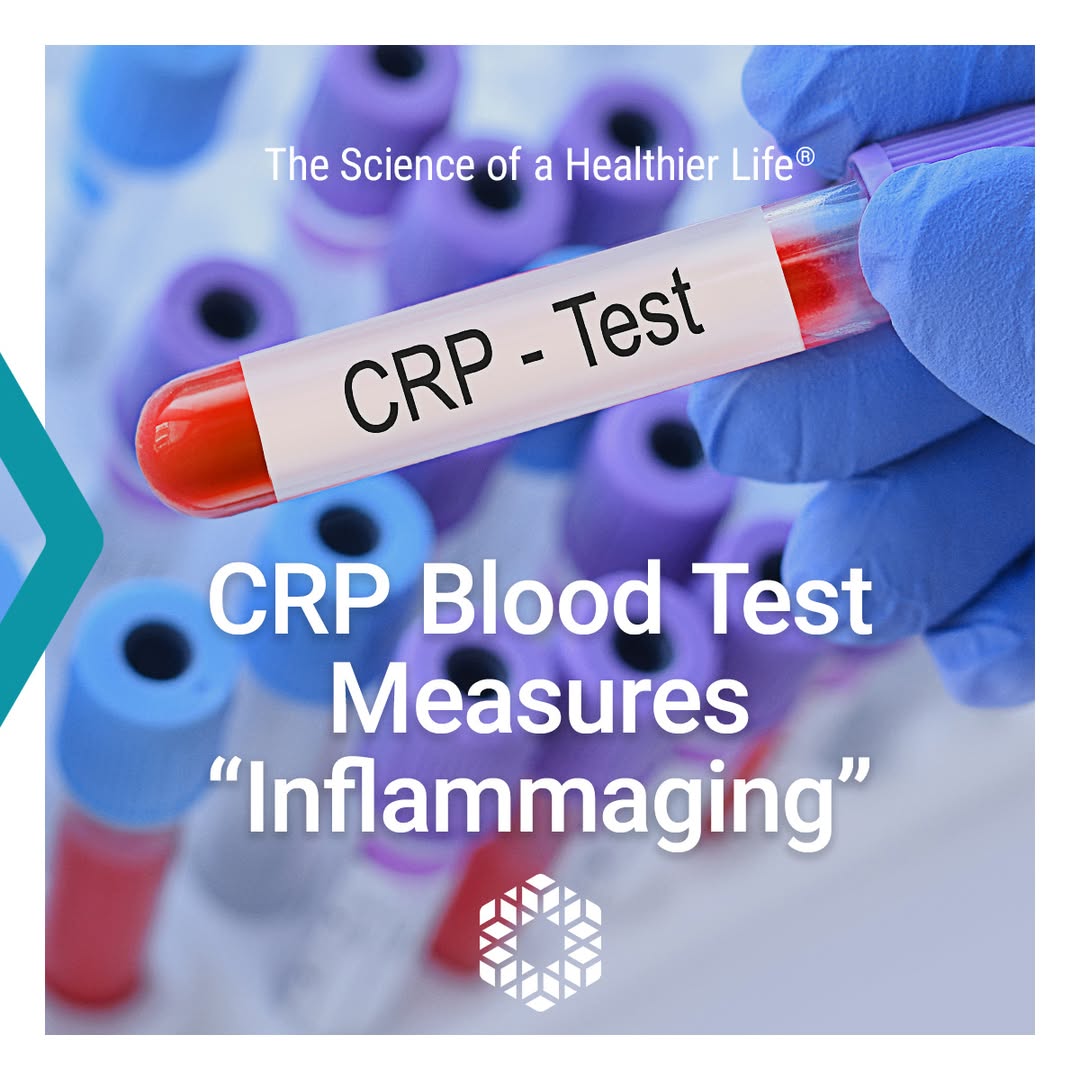 The Science of a Healthier Life®
CRP - Test
CRP Blood Test
Measures
“Inflammaging”